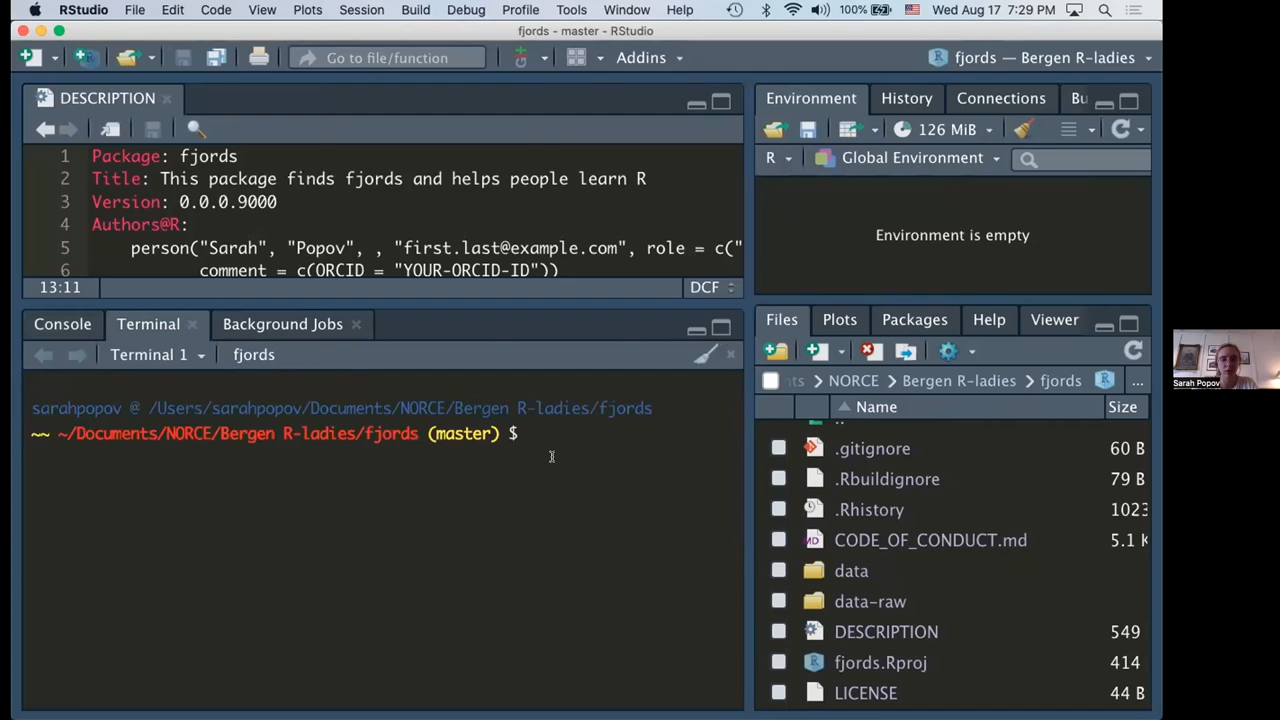 RStudio File Edit Code View Plots Session Build Debug Profile Tools Window Help 100% Wed Aug 17 7:29 PM
fjords - master - RStudio
Go to file/function Addins fjords — Bergen R-ladies
DESCRIPTION
1 Package: fjords
2 Title: This package finds fjords and helps people learn R
3 Version: 0.0.0.9000
4 Authors@R:
5 person("Sarah", "Popov", , "first.last@example.com", role = c("
6 comment = c(ORCID = "YOUR-ORCID-ID"))
13:11 DCF
Console Terminal Background Jobs
Terminal 1 fjords
sarahpopov @ /Users/sarahpopov/Documents/NORCE/Bergen R-ladies/fjords
~~ ~/Documents/NORCE/Bergen R-ladies/fjords (master) $
Environment History Connections Bu
126 MiB
R Global Environment
Environment is empty
Files Plots Packages Help Viewer
nts NORCE Bergen R-ladies fjords ...
Name Size
..
.gitignore 60 B
.Rbuildignore 79 B
.Rhistory 1023
CODE_OF_CONDUCT.md 5.1 K
data
data-raw
DESCRIPTION 549
fjords.Rproj 414
LICENSE 44 B
Sarah Popov